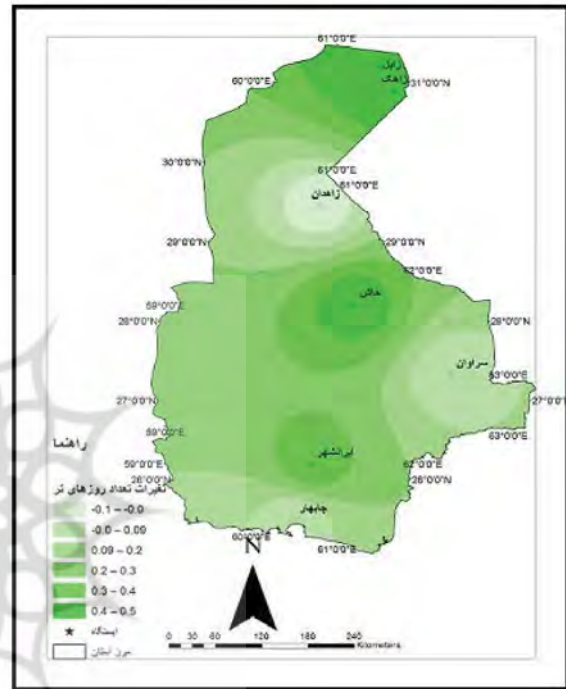 61°0'0"E
زابل
60°0'0"E
زاهک
31°0'0"N
30°0'0"N
61°0'0"E
61°0'0"E
زاهدان
29°0'0"N
29°0'0"N
62°0'0"E
خاش
59°0'0"E
28°0'0"N
28°0'0"N
سراوان
63°0'0"E
27°0'0"N
27°0'0"N
59°0'0"E
63°0'0"E
راهنما
ایرانشهر
59°0'0"E
62°0'0"E
26°0'0"N
26°0'0"N
تغیرات تعداد روزهای تر
چابهار
-0.1 – -0.0
60°0'0"E
61°0'0"E
N
-0.0 – 0.09
0.09 – 0.2
0.2 – 0.3
0.3 – 0.4
0.4 – 0.5
ایستگاه
مرز استان
0 30 60 120 180 240
Kilometers